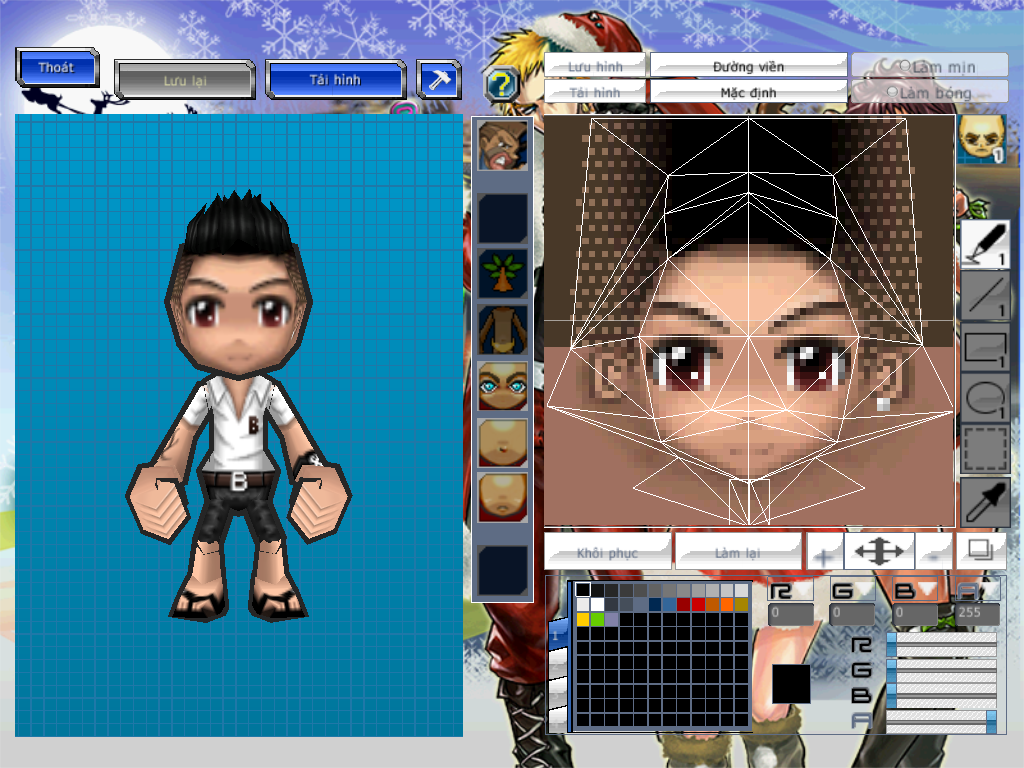 Thoát
Lưu lại
Tải hình
?
Lưu hình
Đường viền
Làm mịn
Tải hình
Mặc định
Làm bóng
1
1
1
1
1
B
B
Khôi phục
Làm lại
+
-
R G B A
0 0 0 255
1
R
G
B
A